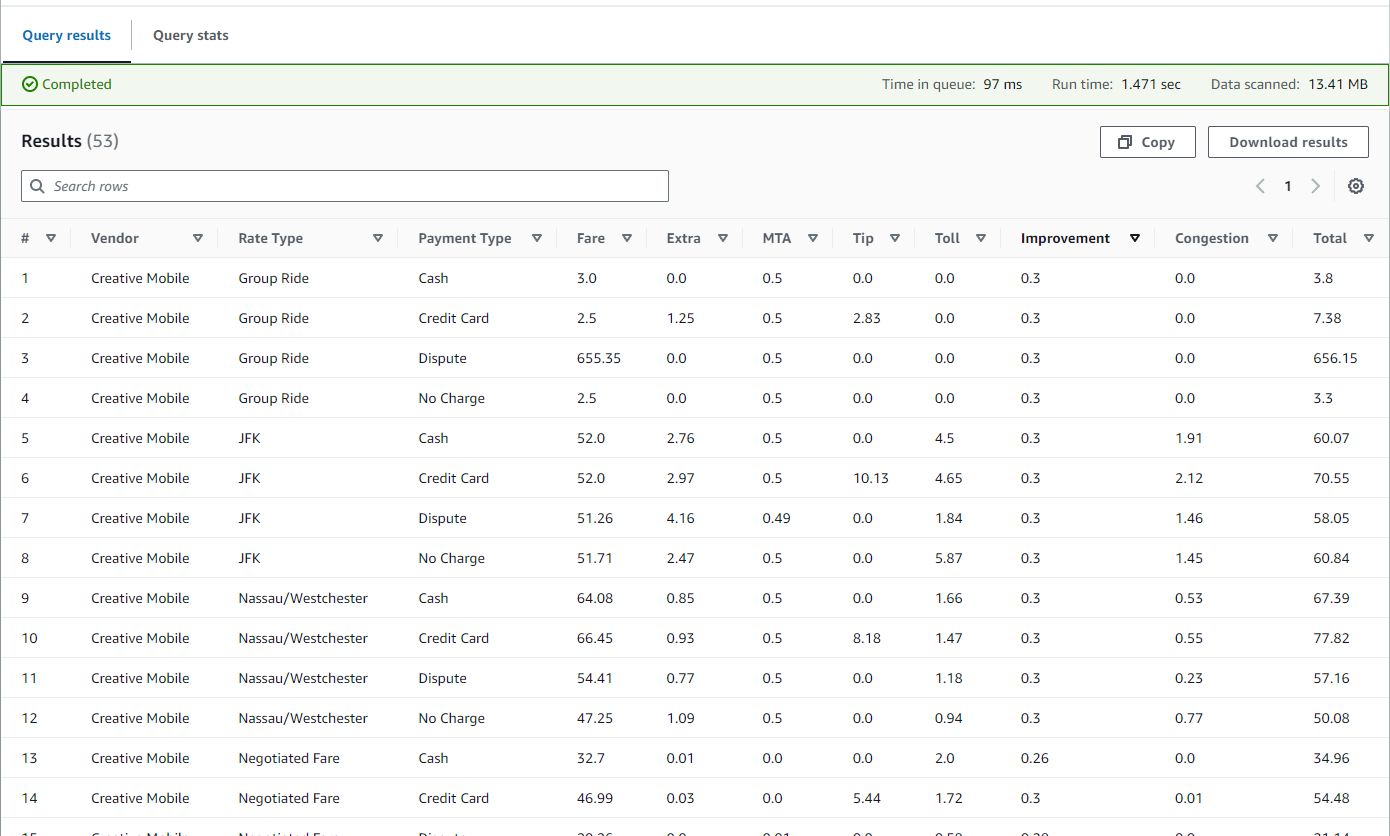 Query results Query stats
Completed Time in queue: 97 ms Run time: 1.471 sec Data scanned: 13.41 MB
Results (53) Copy Download results
Search rows 1
# Vendor Rate Type Payment Type Fare Extra MTA Tip Toll Improvement Congestion Total
1 Creative Mobile Group Ride Cash 3.0 0.0 0.5 0.0 0.0 0.3 0.0 3.8
2 Creative Mobile Group Ride Credit Card 2.5 1.25 0.5 2.83 0.0 0.3 0.0 7.38
3 Creative Mobile Group Ride Dispute 655.35 0.0 0.5 0.0 0.0 0.3 0.0 656.15
4 Creative Mobile Group Ride No Charge 2.5 0.0 0.5 0.0 0.0 0.3 0.0 3.3
5 Creative Mobile JFK Cash 52.0 2.76 0.5 0.0 4.5 0.3 1.91 60.07
6 Creative Mobile JFK Credit Card 52.0 2.97 0.5 10.13 4.65 0.3 2.12 70.55
7 Creative Mobile JFK Dispute 51.26 4.16 0.49 0.0 1.84 0.3 1.46 58.05
8 Creative Mobile JFK No Charge 51.71 2.47 0.5 0.0 5.87 0.3 1.45 60.84
9 Creative Mobile Nassau/Westchester Cash 64.08 0.85 0.5 0.0 1.66 0.3 0.53 67.39
10 Creative Mobile Nassau/Westchester Credit Card 66.45 0.93 0.5 8.18 1.47 0.3 0.55 77.82
11 Creative Mobile Nassau/Westchester Dispute 54.41 0.77 0.5 0.0 1.18 0.3 0.23 57.16
12 Creative Mobile Nassau/Westchester No Charge 47.25 1.09 0.5 0.0 0.94 0.3 0.77 50.08
13 Creative Mobile Negotiated Fare Cash 32.7 0.01 0.0 0.0 2.0 0.26 0.0 34.96
14 Creative Mobile Negotiated Fare Credit Card 46.99 0.03 0.0 5.44 1.72 0.3 0.01 54.48
15 Creative Mobile Negotiated Fare Dispute